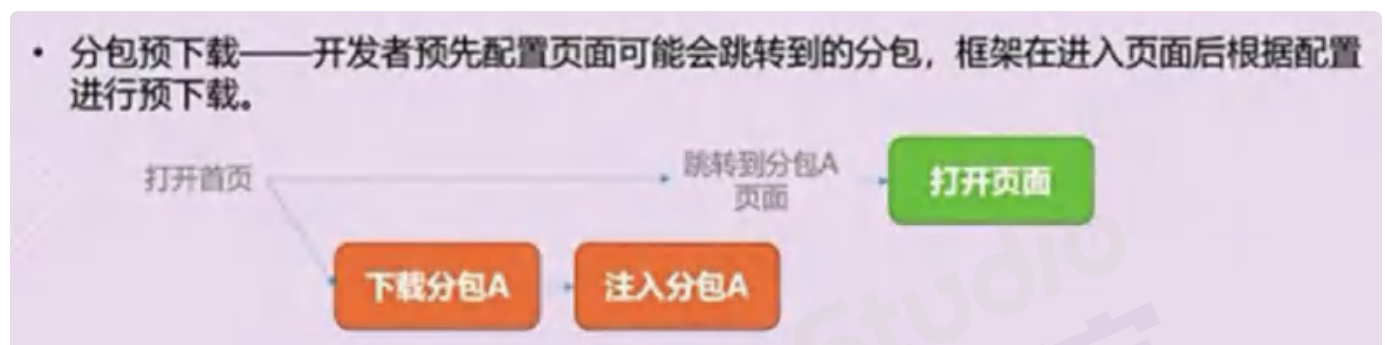 • 分包预下载——开发者预先配置页面可能会跳转到的分包，框架在进入页面后根据配置
进行预下载。
打开首页
跳转到分包A
页面
打开页面
下载分包A
注入分包A
Studio